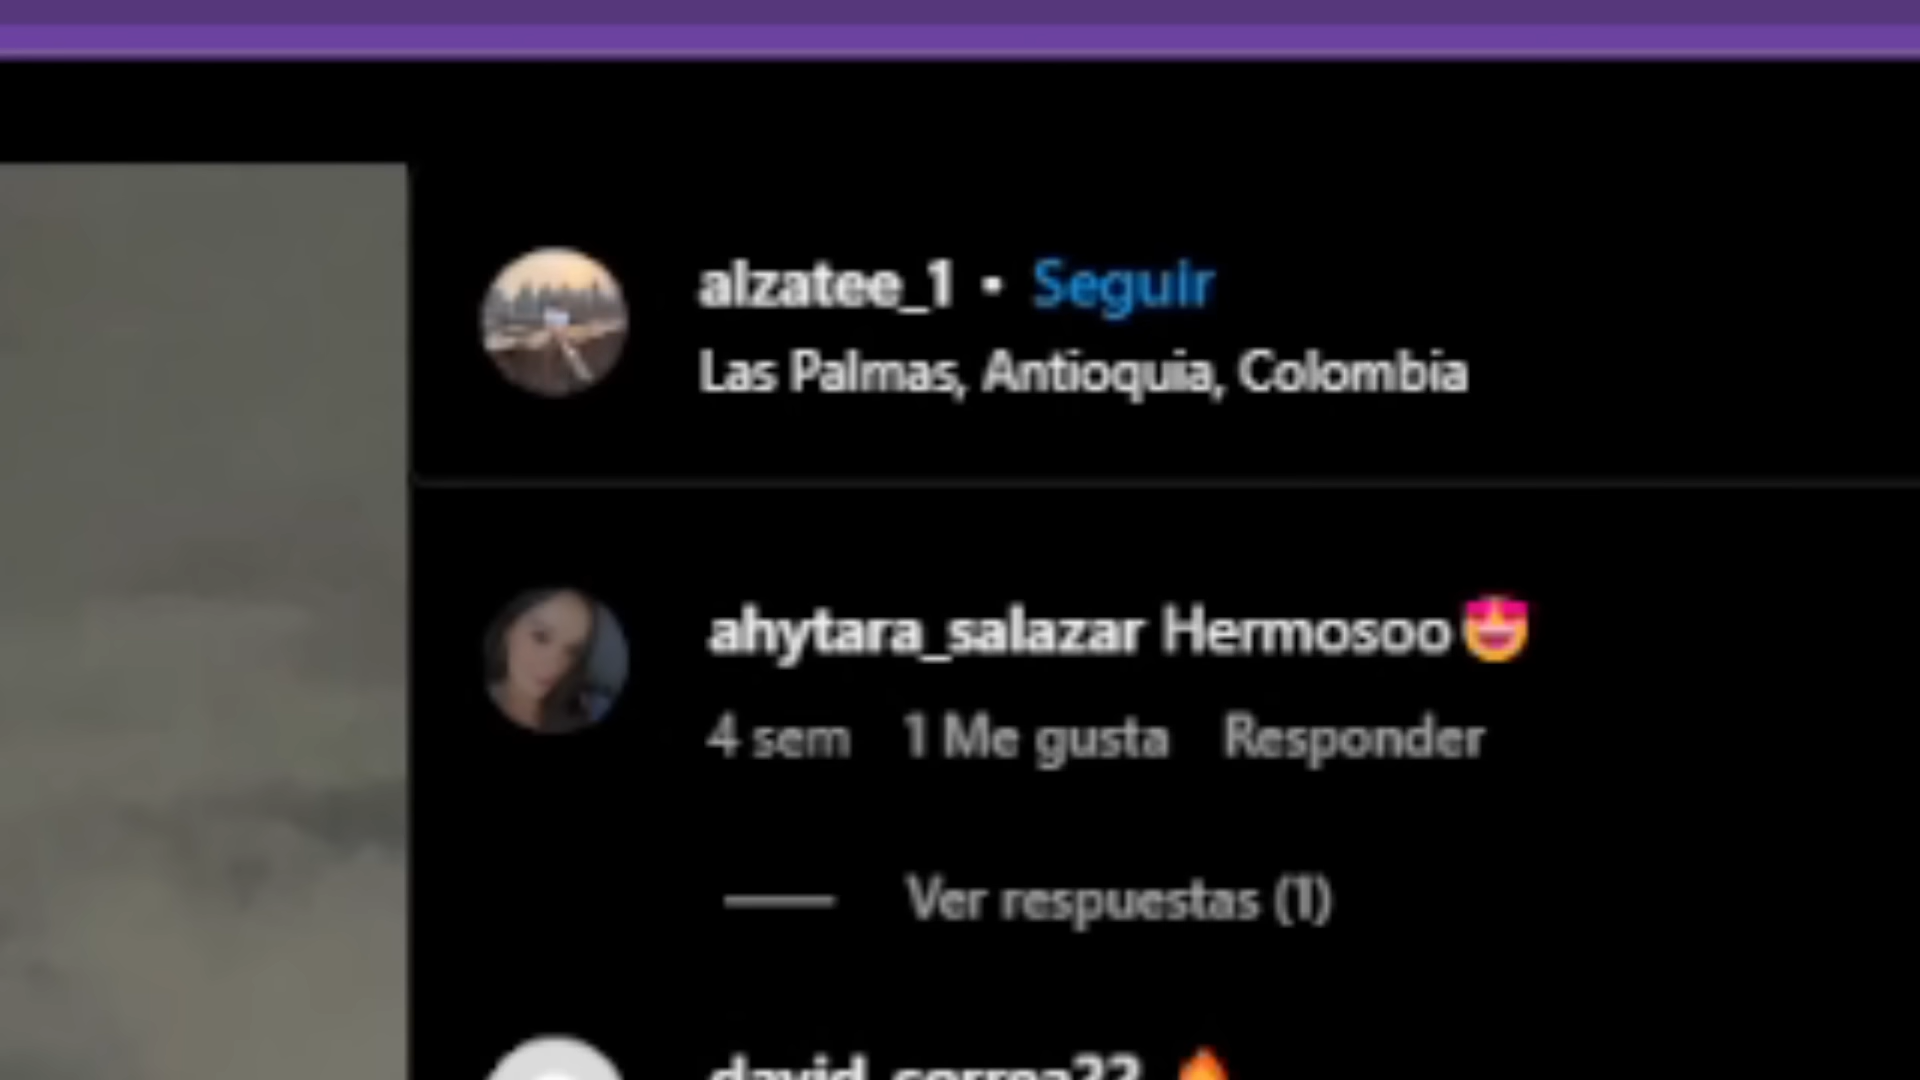 alzatee_1 • Seguir
Las Palmas, Antioquia, Colombia
ahytara_salazar Hermosoo😍
4 sem 1 Me gusta Responder
Ver respuestas (1)